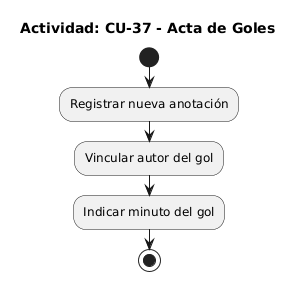 Actividad: CU-37 - Acta de Goles
Registrar nueva anotación
Vincular autor del gol
Indicar minuto del gol